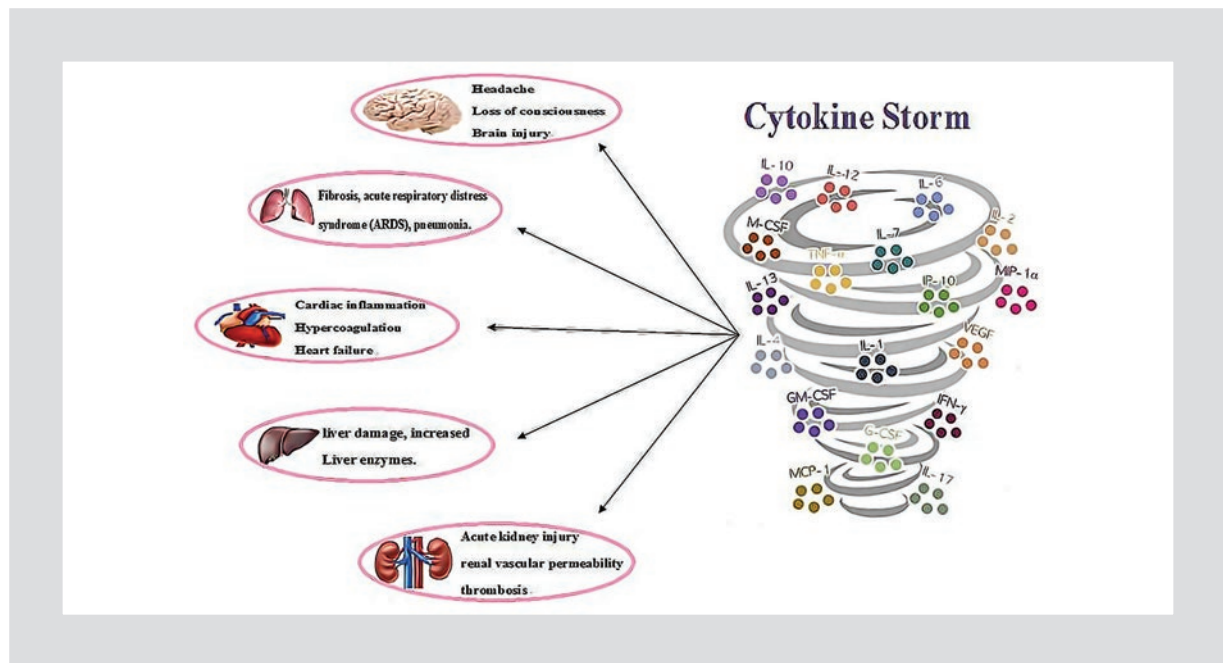 Headache
Loss of consciousness
Brain injury.
Fibrosis, acute respiratory distress
syndrome (ARDS), pneumonia.
Cardiac inflammation
Hypercoagulation
Heart failure.
liver damage, increased
Liver enzymes.
Acute kidney injury
renal vascular permeability
thrombosis.
Cytokine Storm
IL-10
IL-12
IL-6
IL-2
M-CSF
IL-7
TNF-α
IL-13
IP-10
MIP-1α
IL-4
IL-1
VEGF
GM-CSF
IFN-γ
G-CSF
MCP-1
IL-17